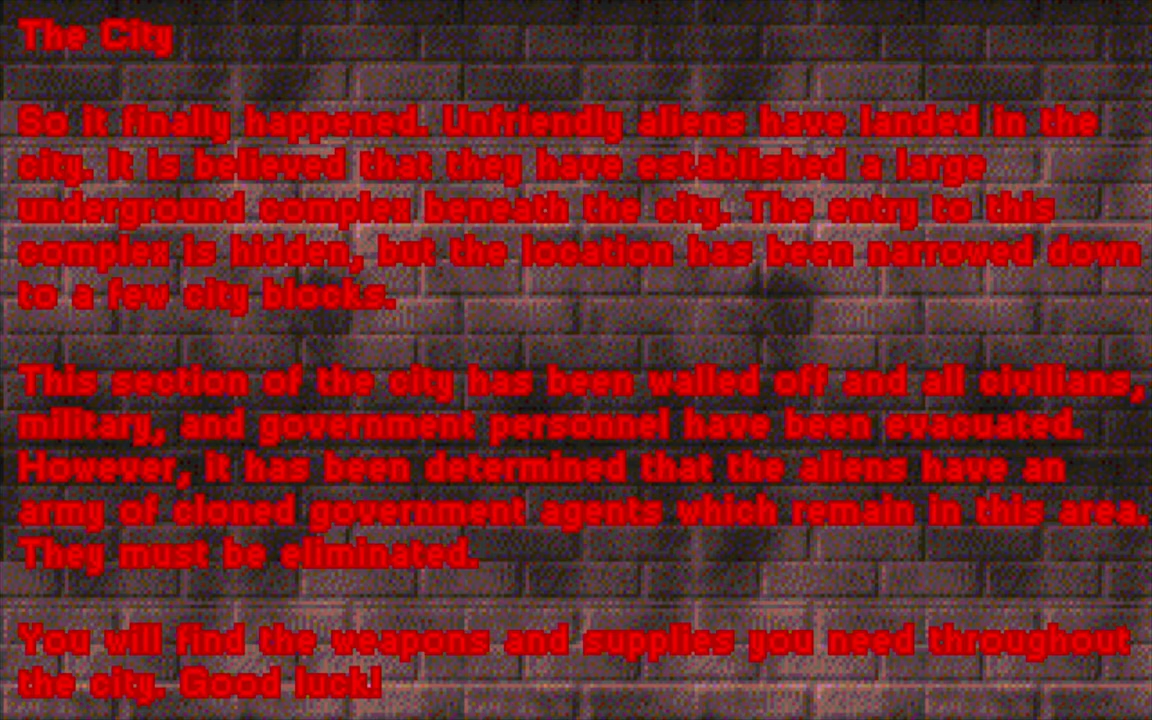 The City
So it finally happened. Unfriendly aliens have landed in the
city. It is believed that they have established a large
underground complex beneath the city. The entry to this
complex is hidden, but the location has been narrowed down
to a few city blocks.
This section of the city has been walled off and all civilians,
military, and government personnel have been evacuated.
However, it has been determined that the aliens have an
army of cloned government agents which remain in this area.
They must be eliminated.
You will find the weapons and supplies you need throughout
the city. Good luck!